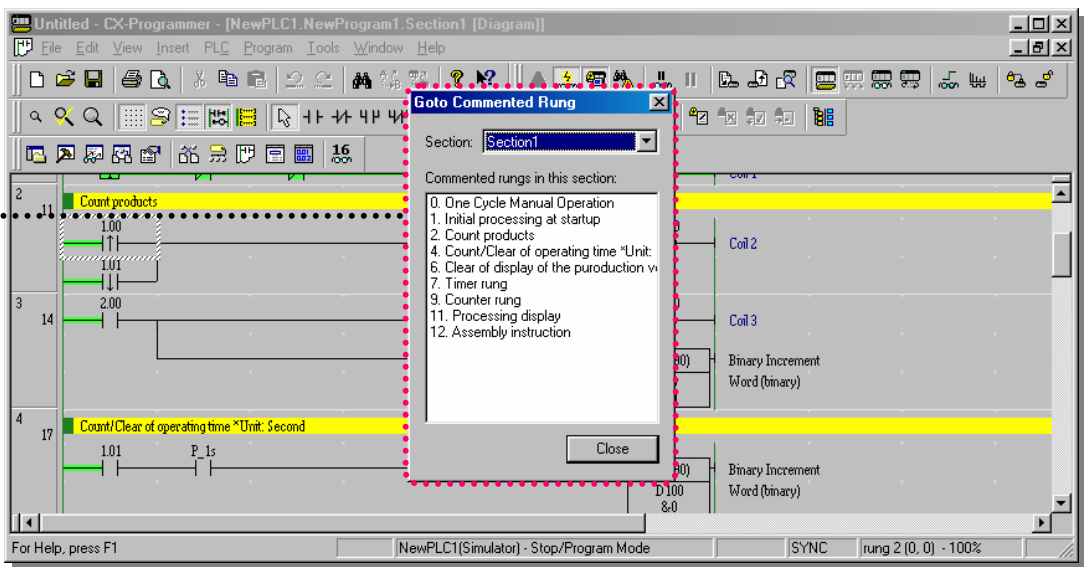 Untitled - CX-Programmer - [NewPLC1.NewProgram1.Section1 [Diagram]]
File Edit View Insert PLC Program Tools Window Help
16
Goto Commented Rung
Section: Section1
Commented rungs in this section:
0. One Cycle Manual Operation
1. Initial processing at startup
2. Count products
4. Count/Clear of operating time *Unit:
6. Clear of display of the puroduction v
7. Timer rung
9. Counter rung
11. Processing display
12. Assembly instruction
Close
2
11
Count products
1.00
Coil 2
1.01
3
14
2.00
Coil 3
Binary Increment
Word (binary)
4
17
Count/Clear of operating time *Unit: Second
1.01 P_1s
Binary Increment
D100 Word (binary)
&0
For Help, press F1 NewPLC1(Simulator) - Stop/Program Mode SYNC rung 2 (0, 0) - 100%